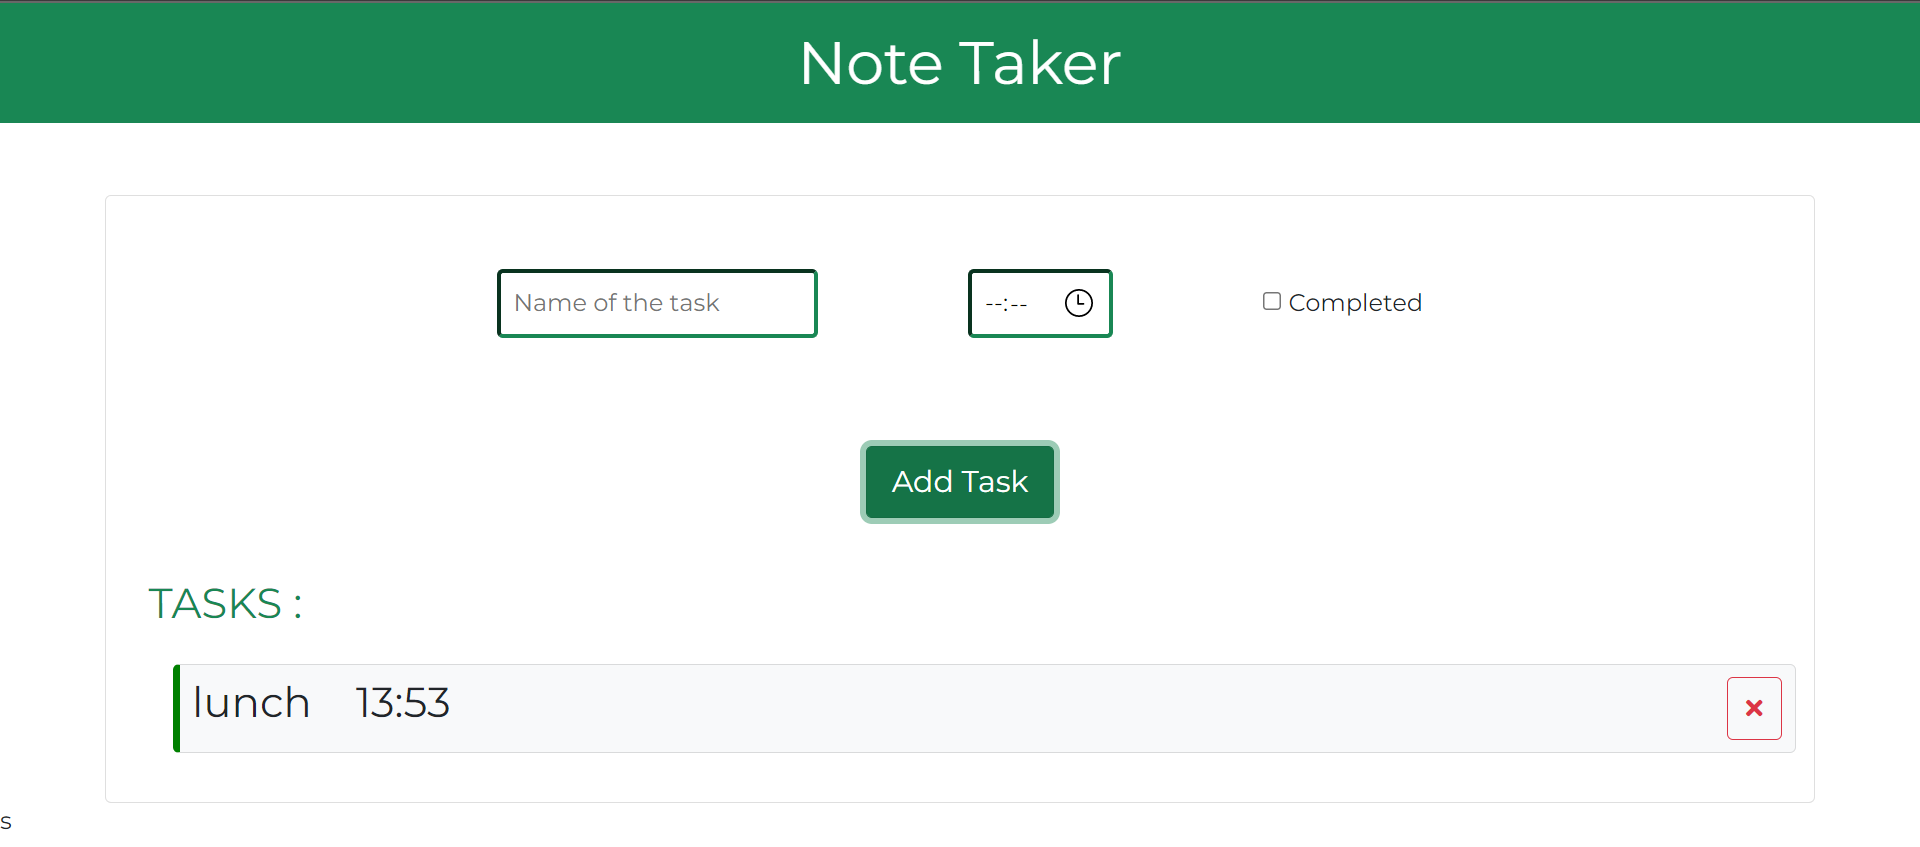 Note Taker
Name of the task --:-- Completed
Add Task
TASKS :
lunch 13:53
s